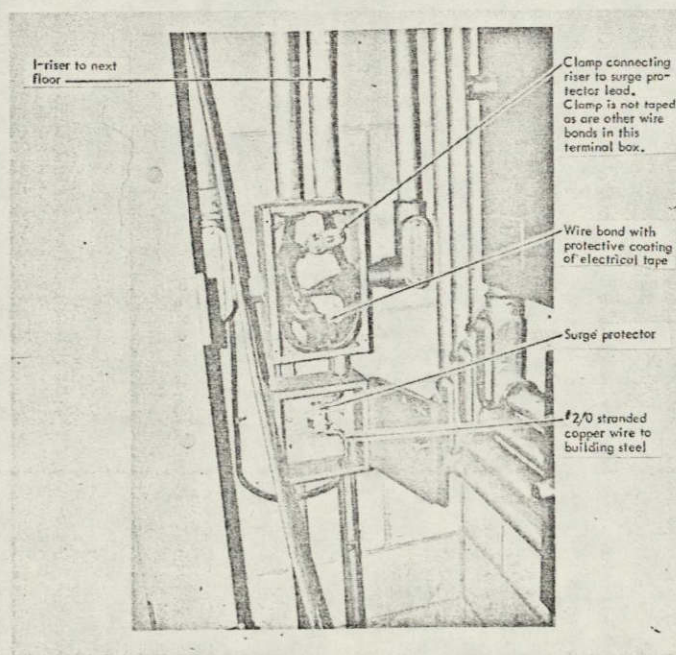 I-riser to next
floor
Clamp connecting
riser to surge pro-
tector lead.
Clamp is not taped
as are other wire
bonds in this
terminal box.
Wire bond with
protective coating
of electrical tape
Surge protector
#2/0 stranded
copper wire to
building steel